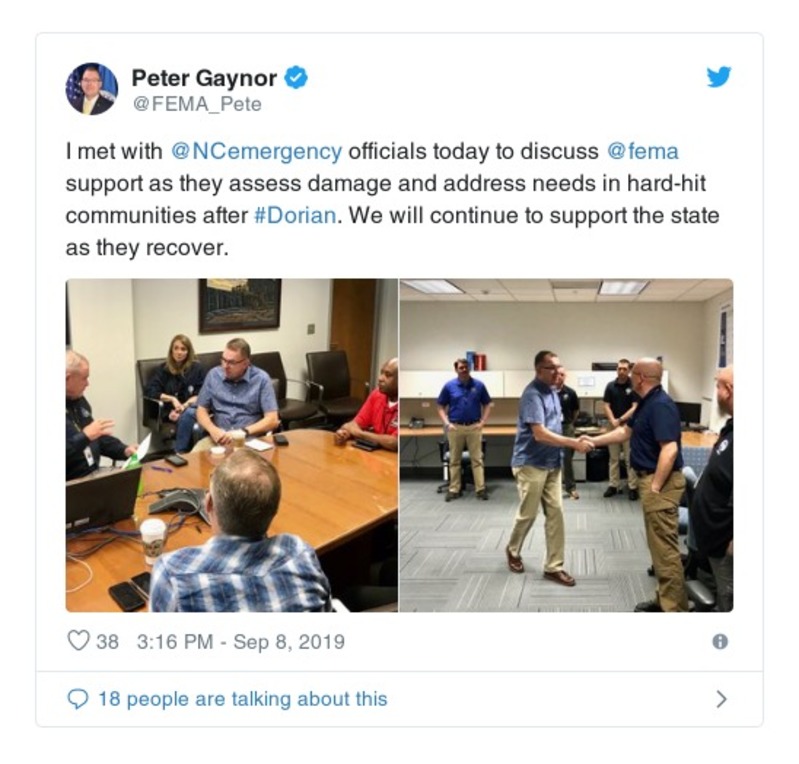 Peter Gaynor
@FEMA_Pete
I met with @NCemergency officials today to discuss @fema
support as they assess damage and address needs in hard-hit
communities after #Dorian. We will continue to support the state
as they recover.
38 3:16 PM - Sep 8, 2019
18 people are talking about this